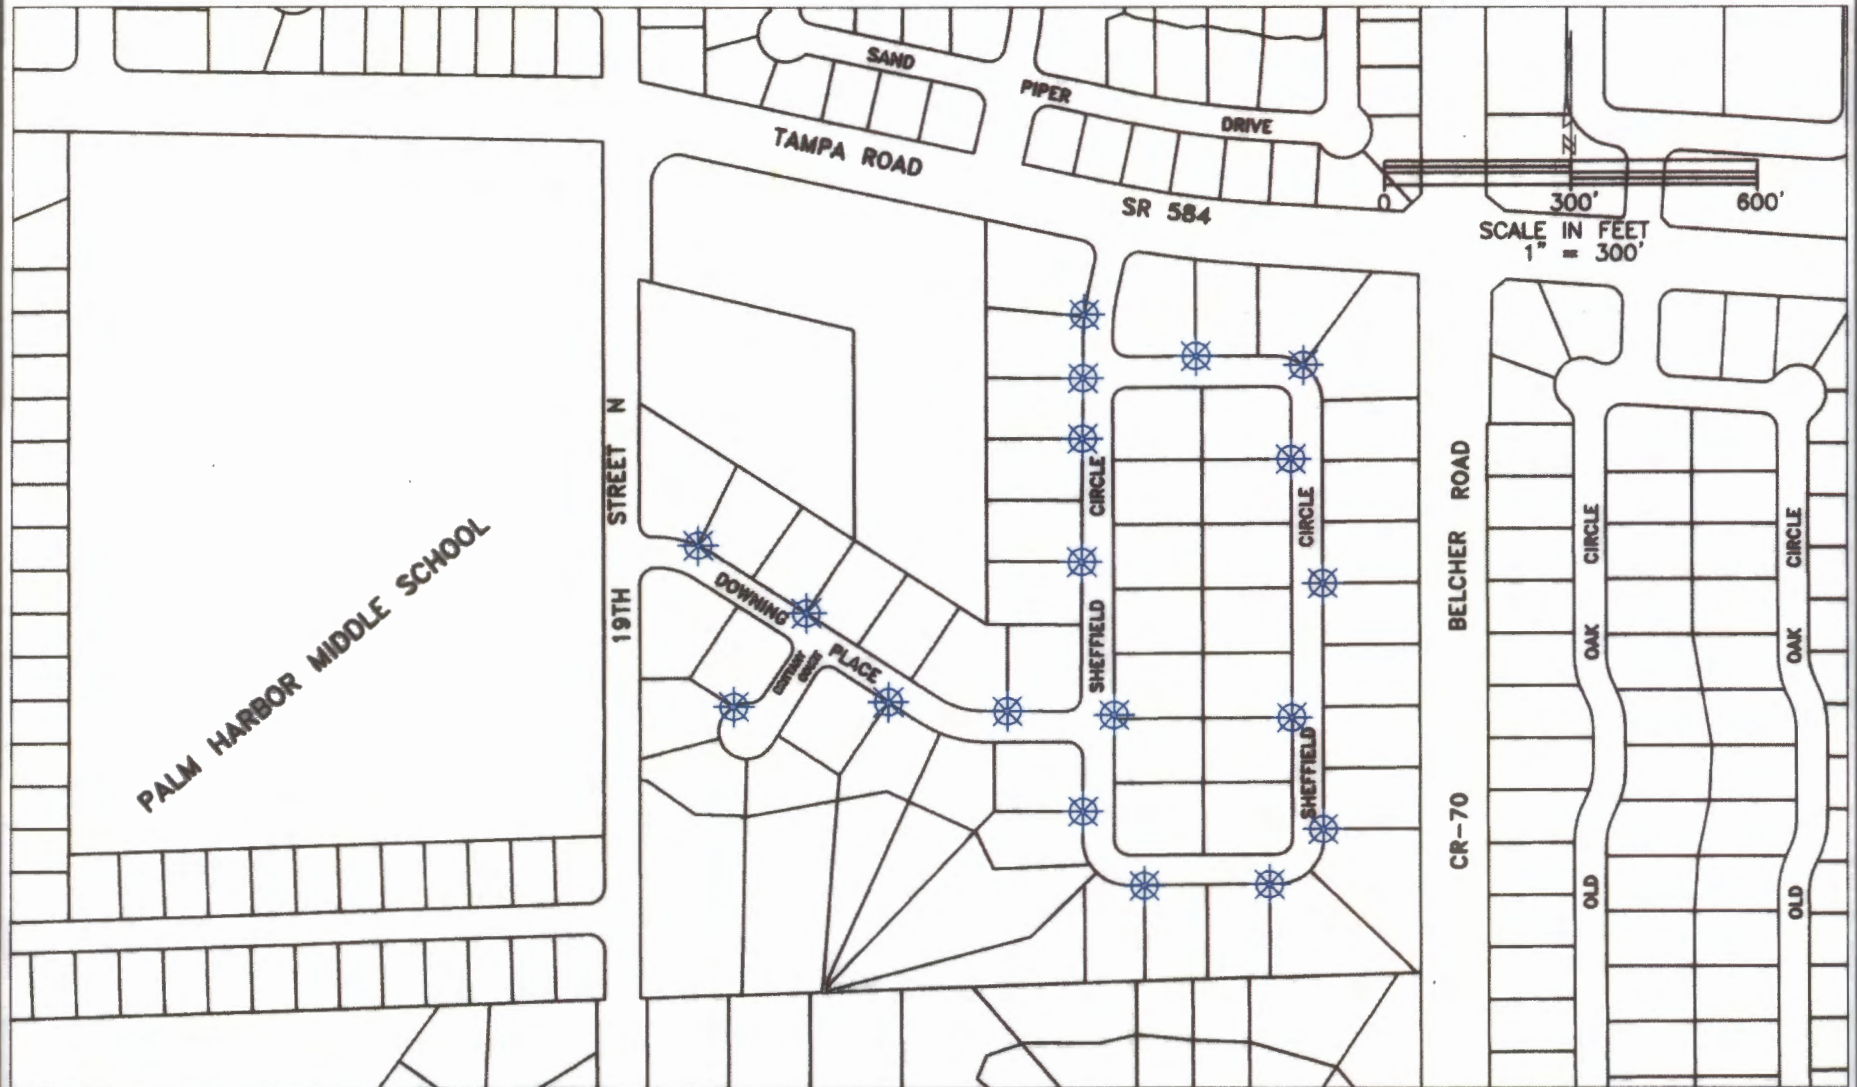 SAND
PIPER
DRIVE
TAMPA ROAD
SR 584
0 300' 600'
SCALE IN FEET
1" = 300'
N
19TH STREET N
PALM HARBOR MIDDLE SCHOOL
DOWNING
PLACE
COURT
SHEFFIELD CIRCLE
SHEFFIELD CIRCLE
CR-70 BELCHER ROAD
OLD OAK CIRCLE
OLD OAK CIRCLE